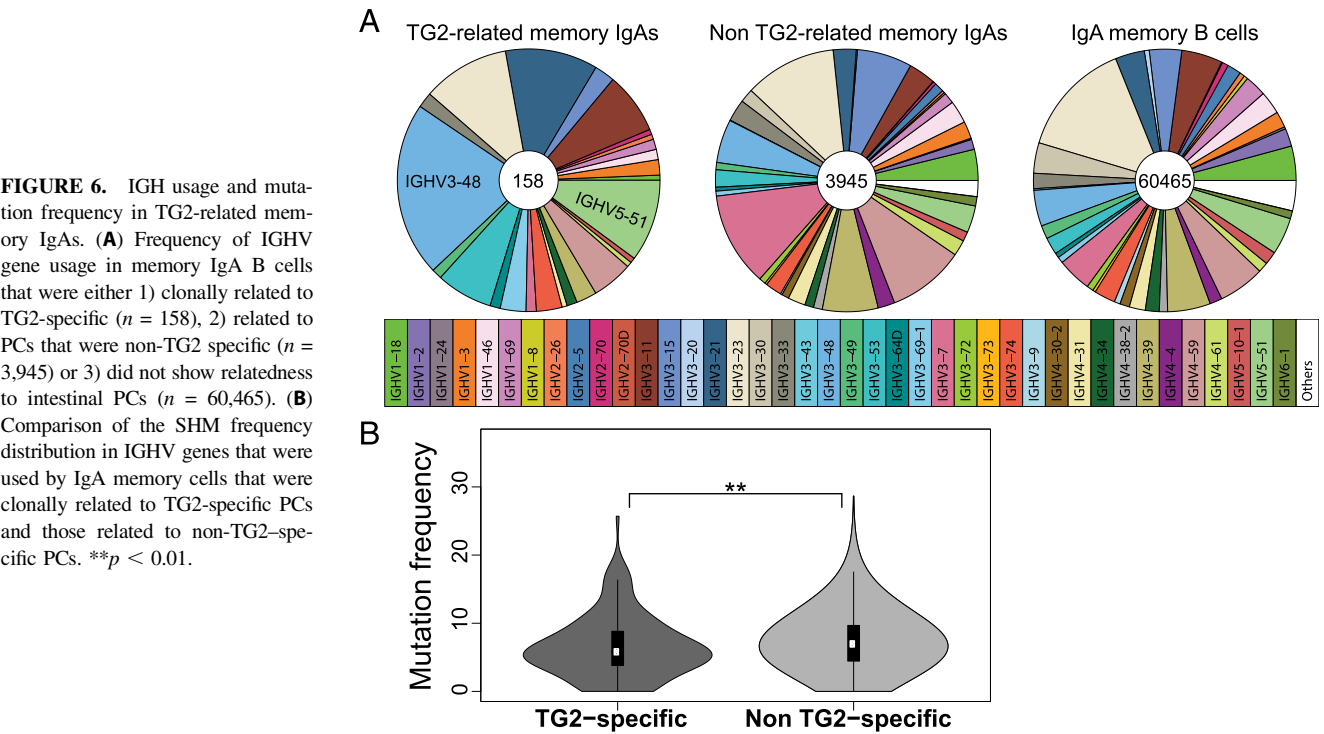 FIGURE 6. IGH usage and muta-
tion frequency in TG2-related mem-
ory IgAs. (A) Frequency of IGHV
gene usage in memory IgA B cells
that were either 1) clonally related to
TG2-specific (n = 158), 2) related to
PCs that were non-TG2 specific (n =
3,945) or 3) did not show relatedness
to intestinal PCs (n = 60,465). (B)
Comparison of the SHM frequency
distribution in IGHV genes that were
used by IgA memory cells that were
clonally related to TG2-specific PCs
and those related to non-TG2–spe-
cific PCs. **p < 0.01.
A
TG2-related memory IgAs
Non TG2-related memory IgAs
IgA memory B cells
IGHV3-48
158
IGHV5-51
3945
60465
IGHV1−18
IGHV1−2
IGHV1−24
IGHV1−3
IGHV1−46
IGHV1−69
IGHV1−8
IGHV2−26
IGHV2−5
IGHV2−70
IGHV2−70D
IGHV3−11
IGHV3−15
IGHV3−20
IGHV3−21
IGHV3−23
IGHV3−30
IGHV3−33
IGHV3−43
IGHV3−48
IGHV3−49
IGHV3−53
IGHV3−64D
IGHV3−69−1
IGHV3−7
IGHV3−72
IGHV3−73
IGHV3−74
IGHV3−9
IGHV4−30−2
IGHV4−31
IGHV4−34
IGHV4−38−2
IGHV4−39
IGHV4−4
IGHV4−59
IGHV4−61
IGHV5−10−1
IGHV5−51
IGHV6−1
Others
B
Mutation frequency
30
20
10
0
**
TG2−specific
Non TG2−specific